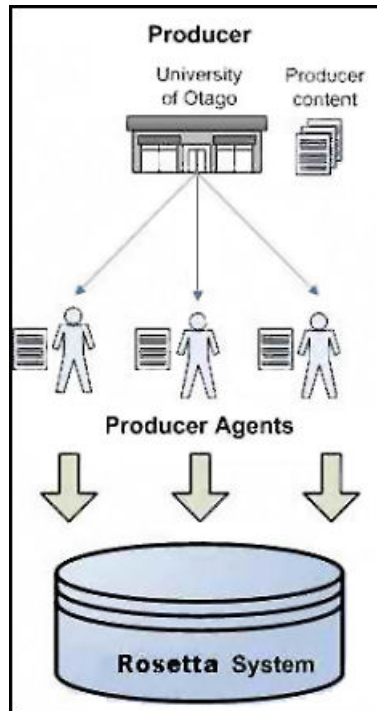 Producer
University
of Otago
Producer
content
Producer Agents
Rosetta System